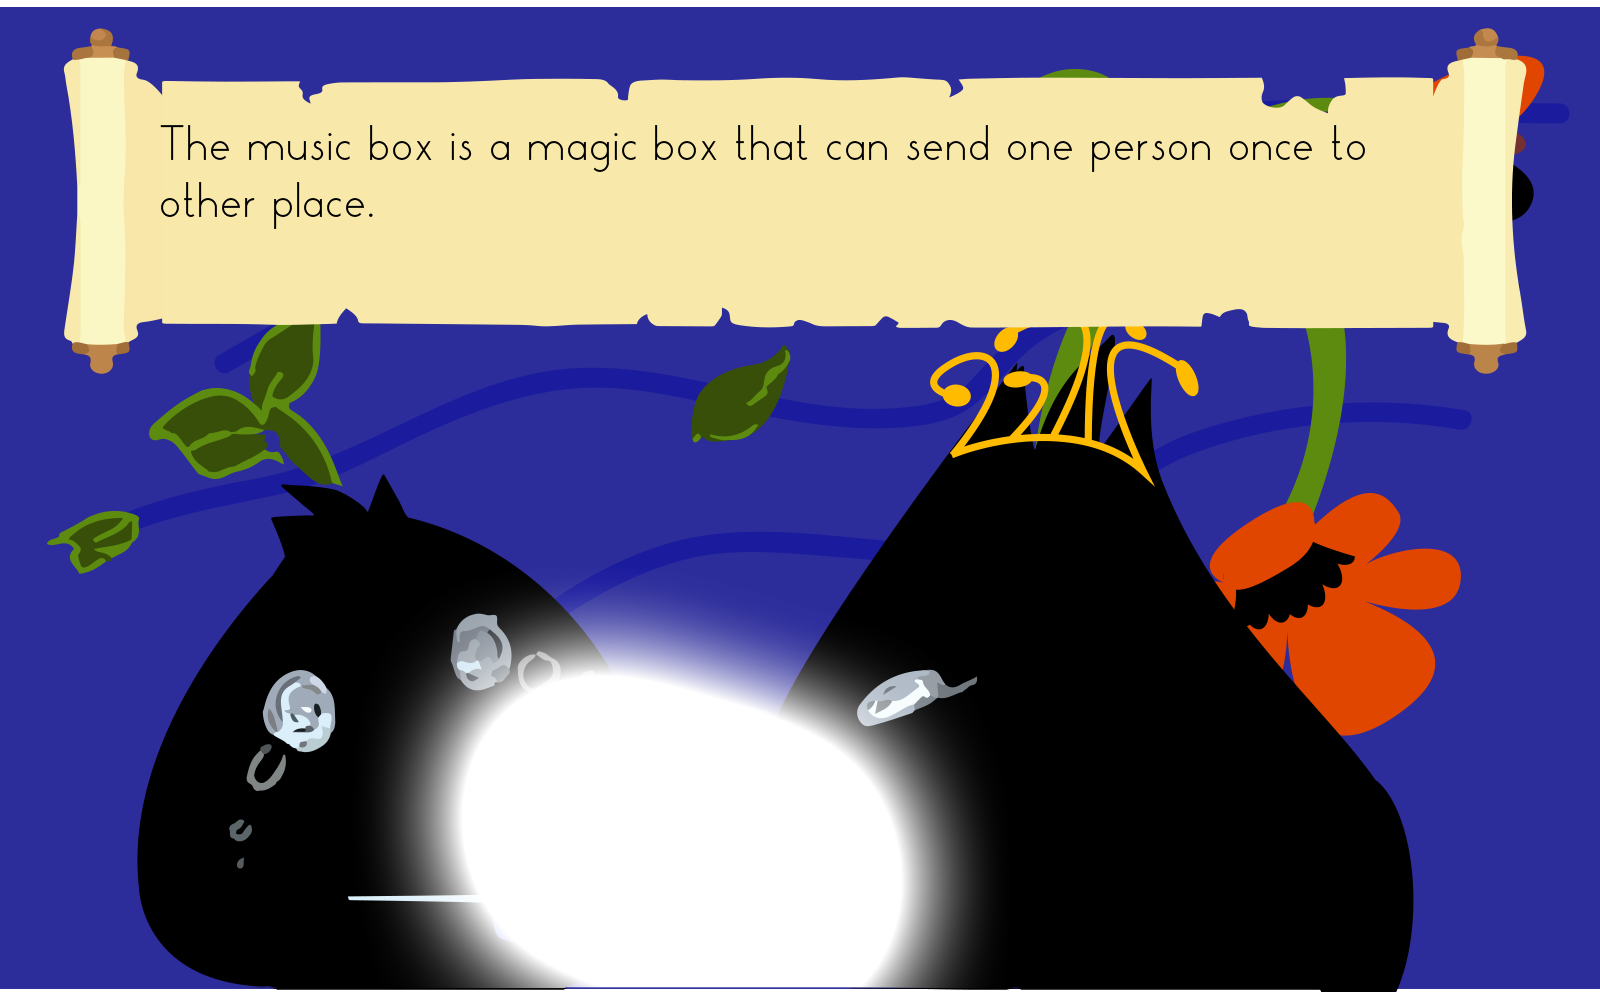 The music box is a magic box that can send one person once to
other place.